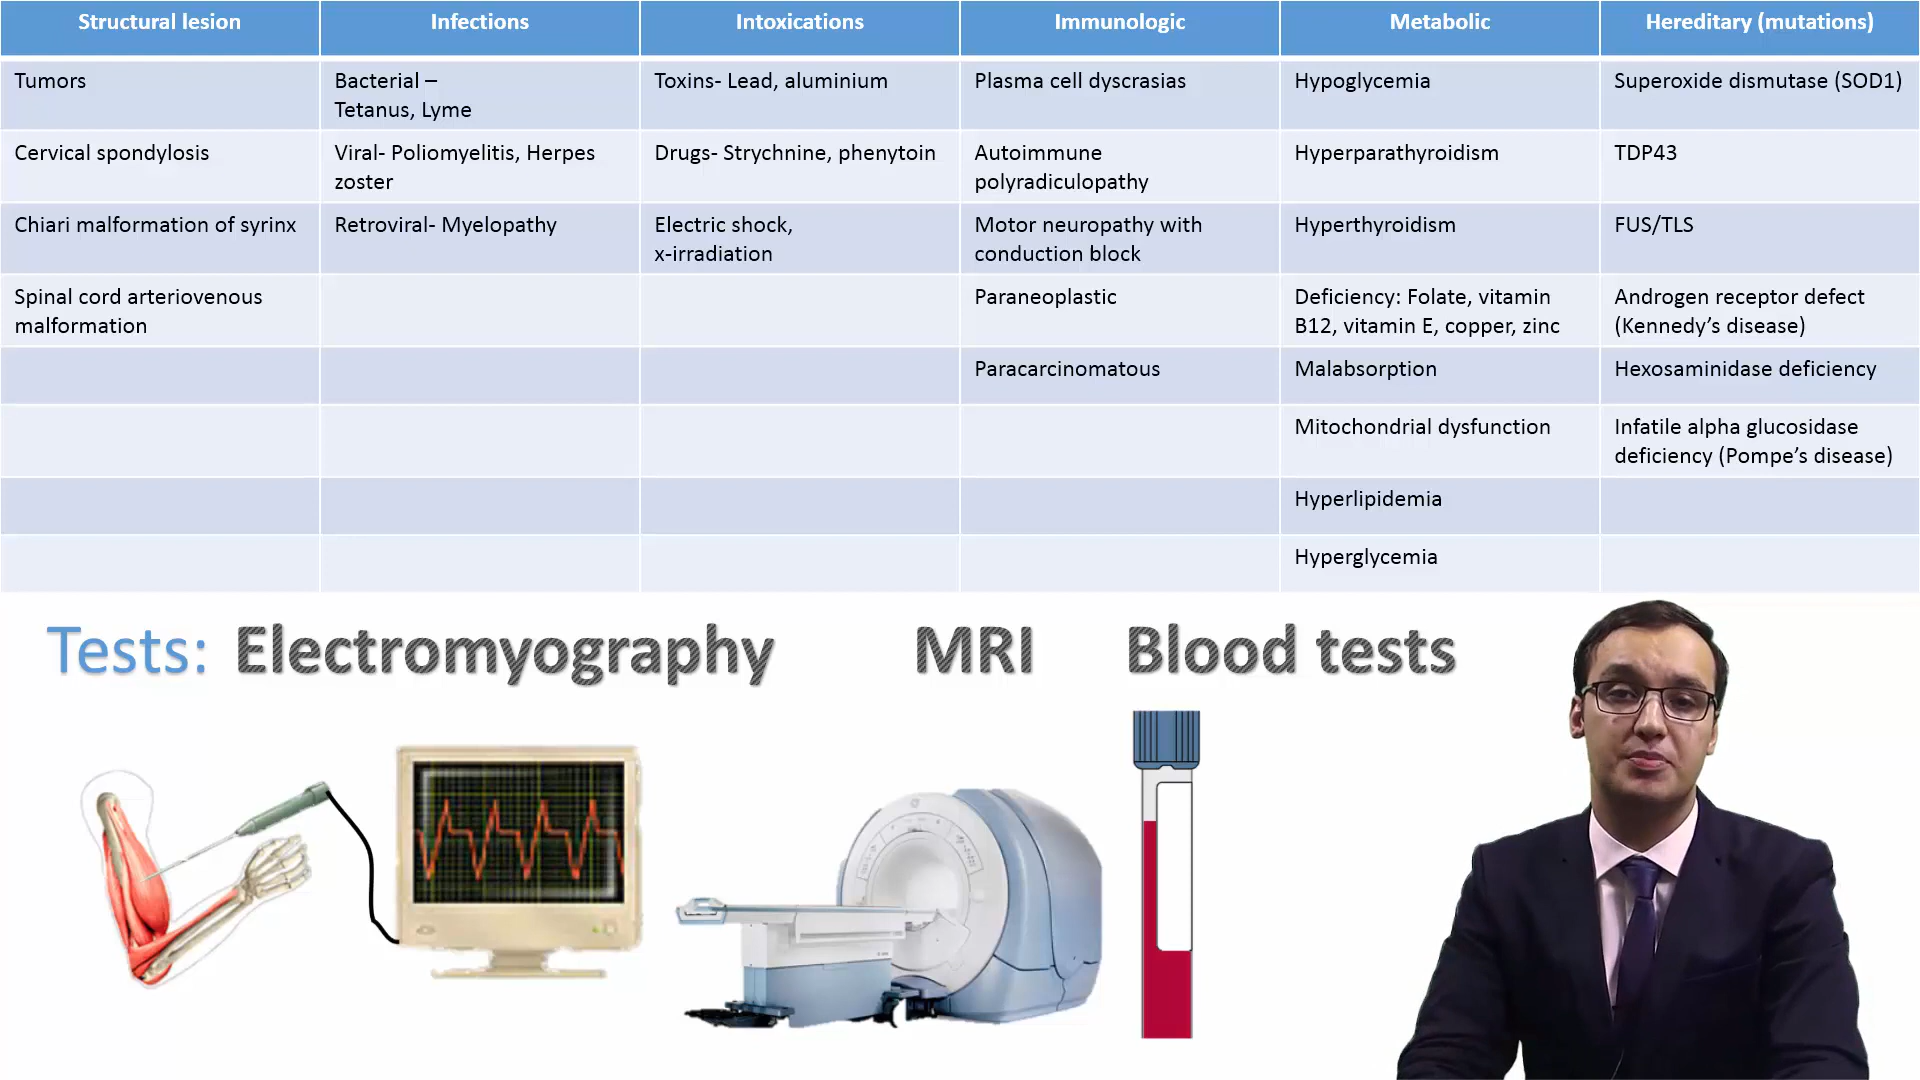 Structural lesion
Infections
Intoxications
Immunologic
Metabolic
Hereditary (mutations)
Tumors
Bacterial –
Tetanus, Lyme
Toxins- Lead, aluminium
Plasma cell dyscrasias
Hypoglycemia
Superoxide dismutase (SOD1)
Cervical spondylosis
Viral- Poliomyelitis, Herpes
zoster
Drugs- Strychnine, phenytoin
Autoimmune
polyradiculopathy
Hyperparathyroidism
TDP43
Chiari malformation of syrinx
Retroviral- Myelopathy
Electric shock,
x-irradiation
Motor neuropathy with
conduction block
Hyperthyroidism
FUS/TLS
Spinal cord arteriovenous
malformation
Paraneoplastic
Deficiency: Folate, vitamin
B12, vitamin E, copper, zinc
Androgen receptor defect
(Kennedy’s disease)
Paracarcinomatous
Malabsorption
Hexosaminidase deficiency
Mitochondrial dysfunction
Infatile alpha glucosidase
deficiency (Pompe’s disease)
Hyperlipidemia
Hyperglycemia
Tests: Electromyography MRI Blood tests